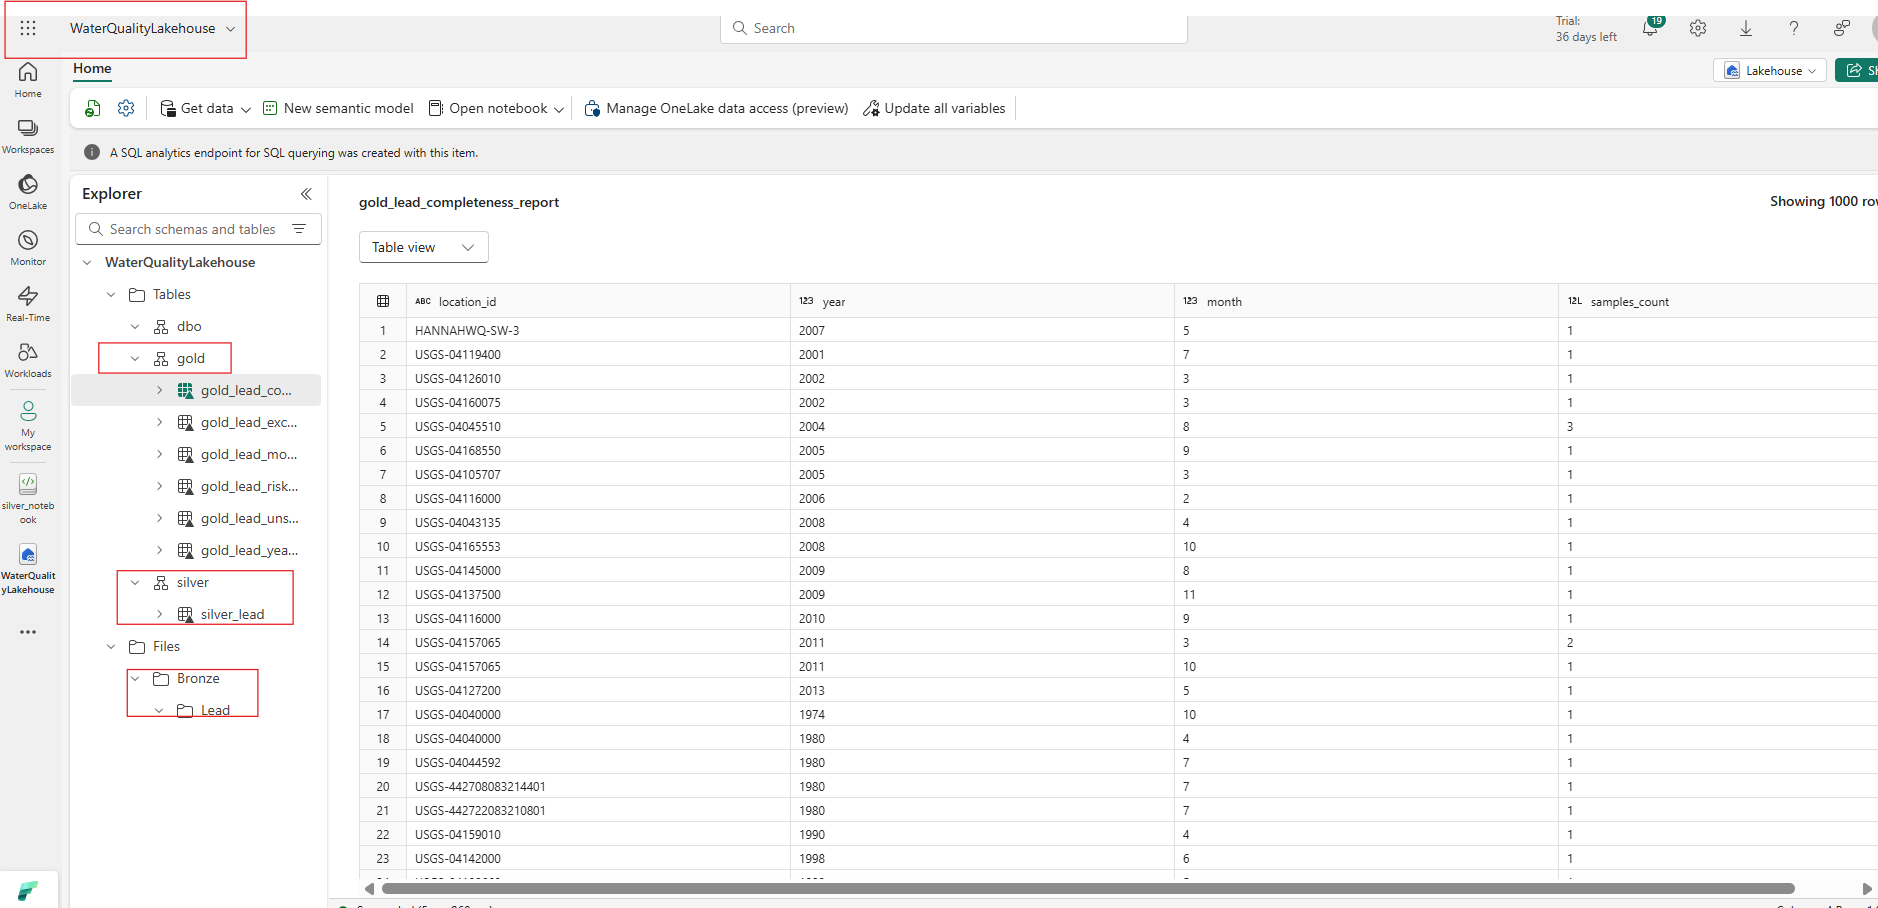 WaterQualityLakehouse
Search
Trial:
36 days left
19
Home
Lakehouse
Get data
New semantic model
Open notebook
Manage OneLake data access (preview)
Update all variables
A SQL analytics endpoint for SQL querying was created with this item.
Home
Workspaces
OneLake
Monitor
Real-Time
Workloads
My
workspace
silver_noteb
ook
WaterQualit
yLakehouse
Explorer
Search schemas and tables
WaterQualityLakehouse
Tables
dbo
gold
gold_lead_co...
gold_lead_exc...
gold_lead_mo...
gold_lead_risk...
gold_lead_uns...
gold_lead_yea...
silver
silver_lead
Files
Bronze
Lead
gold_lead_completeness_report
Showing 1000
Table view
ABC location_id 123 year 123 month 12L samples_count
1 HANNAHWQ-SW-3 2007 5 1
2 USGS-04119400 2001 7 1
3 USGS-04126010 2002 3 1
4 USGS-04160075 2002 3 1
5 USGS-04045510 2004 8 3
6 USGS-04168550 2005 9 1
7 USGS-04105707 2005 3 1
8 USGS-04116000 2006 2 1
9 USGS-04043135 2008 4 1
10 USGS-04165553 2008 10 1
11 USGS-04145000 2009 8 1
12 USGS-04137500 2009 11 1
13 USGS-04116000 2010 9 1
14 USGS-04157065 2011 3 2
15 USGS-04157065 2011 10 1
16 USGS-04127200 2013 5 1
17 USGS-04040000 1974 10 1
18 USGS-04040000 1980 4 1
19 USGS-04044592 1980 7 1
20 USGS-442708083214401 1980 7 1
21 USGS-442722083210801 1980 7 1
22 USGS-04159010 1990 4 1
23 USGS-04142000 1998 6 1